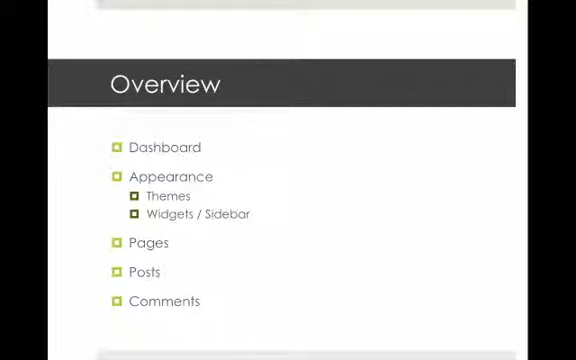 Overview
Dashboard
Appearance
Themes
Widgets / Sidebar
Pages
Posts
Comments